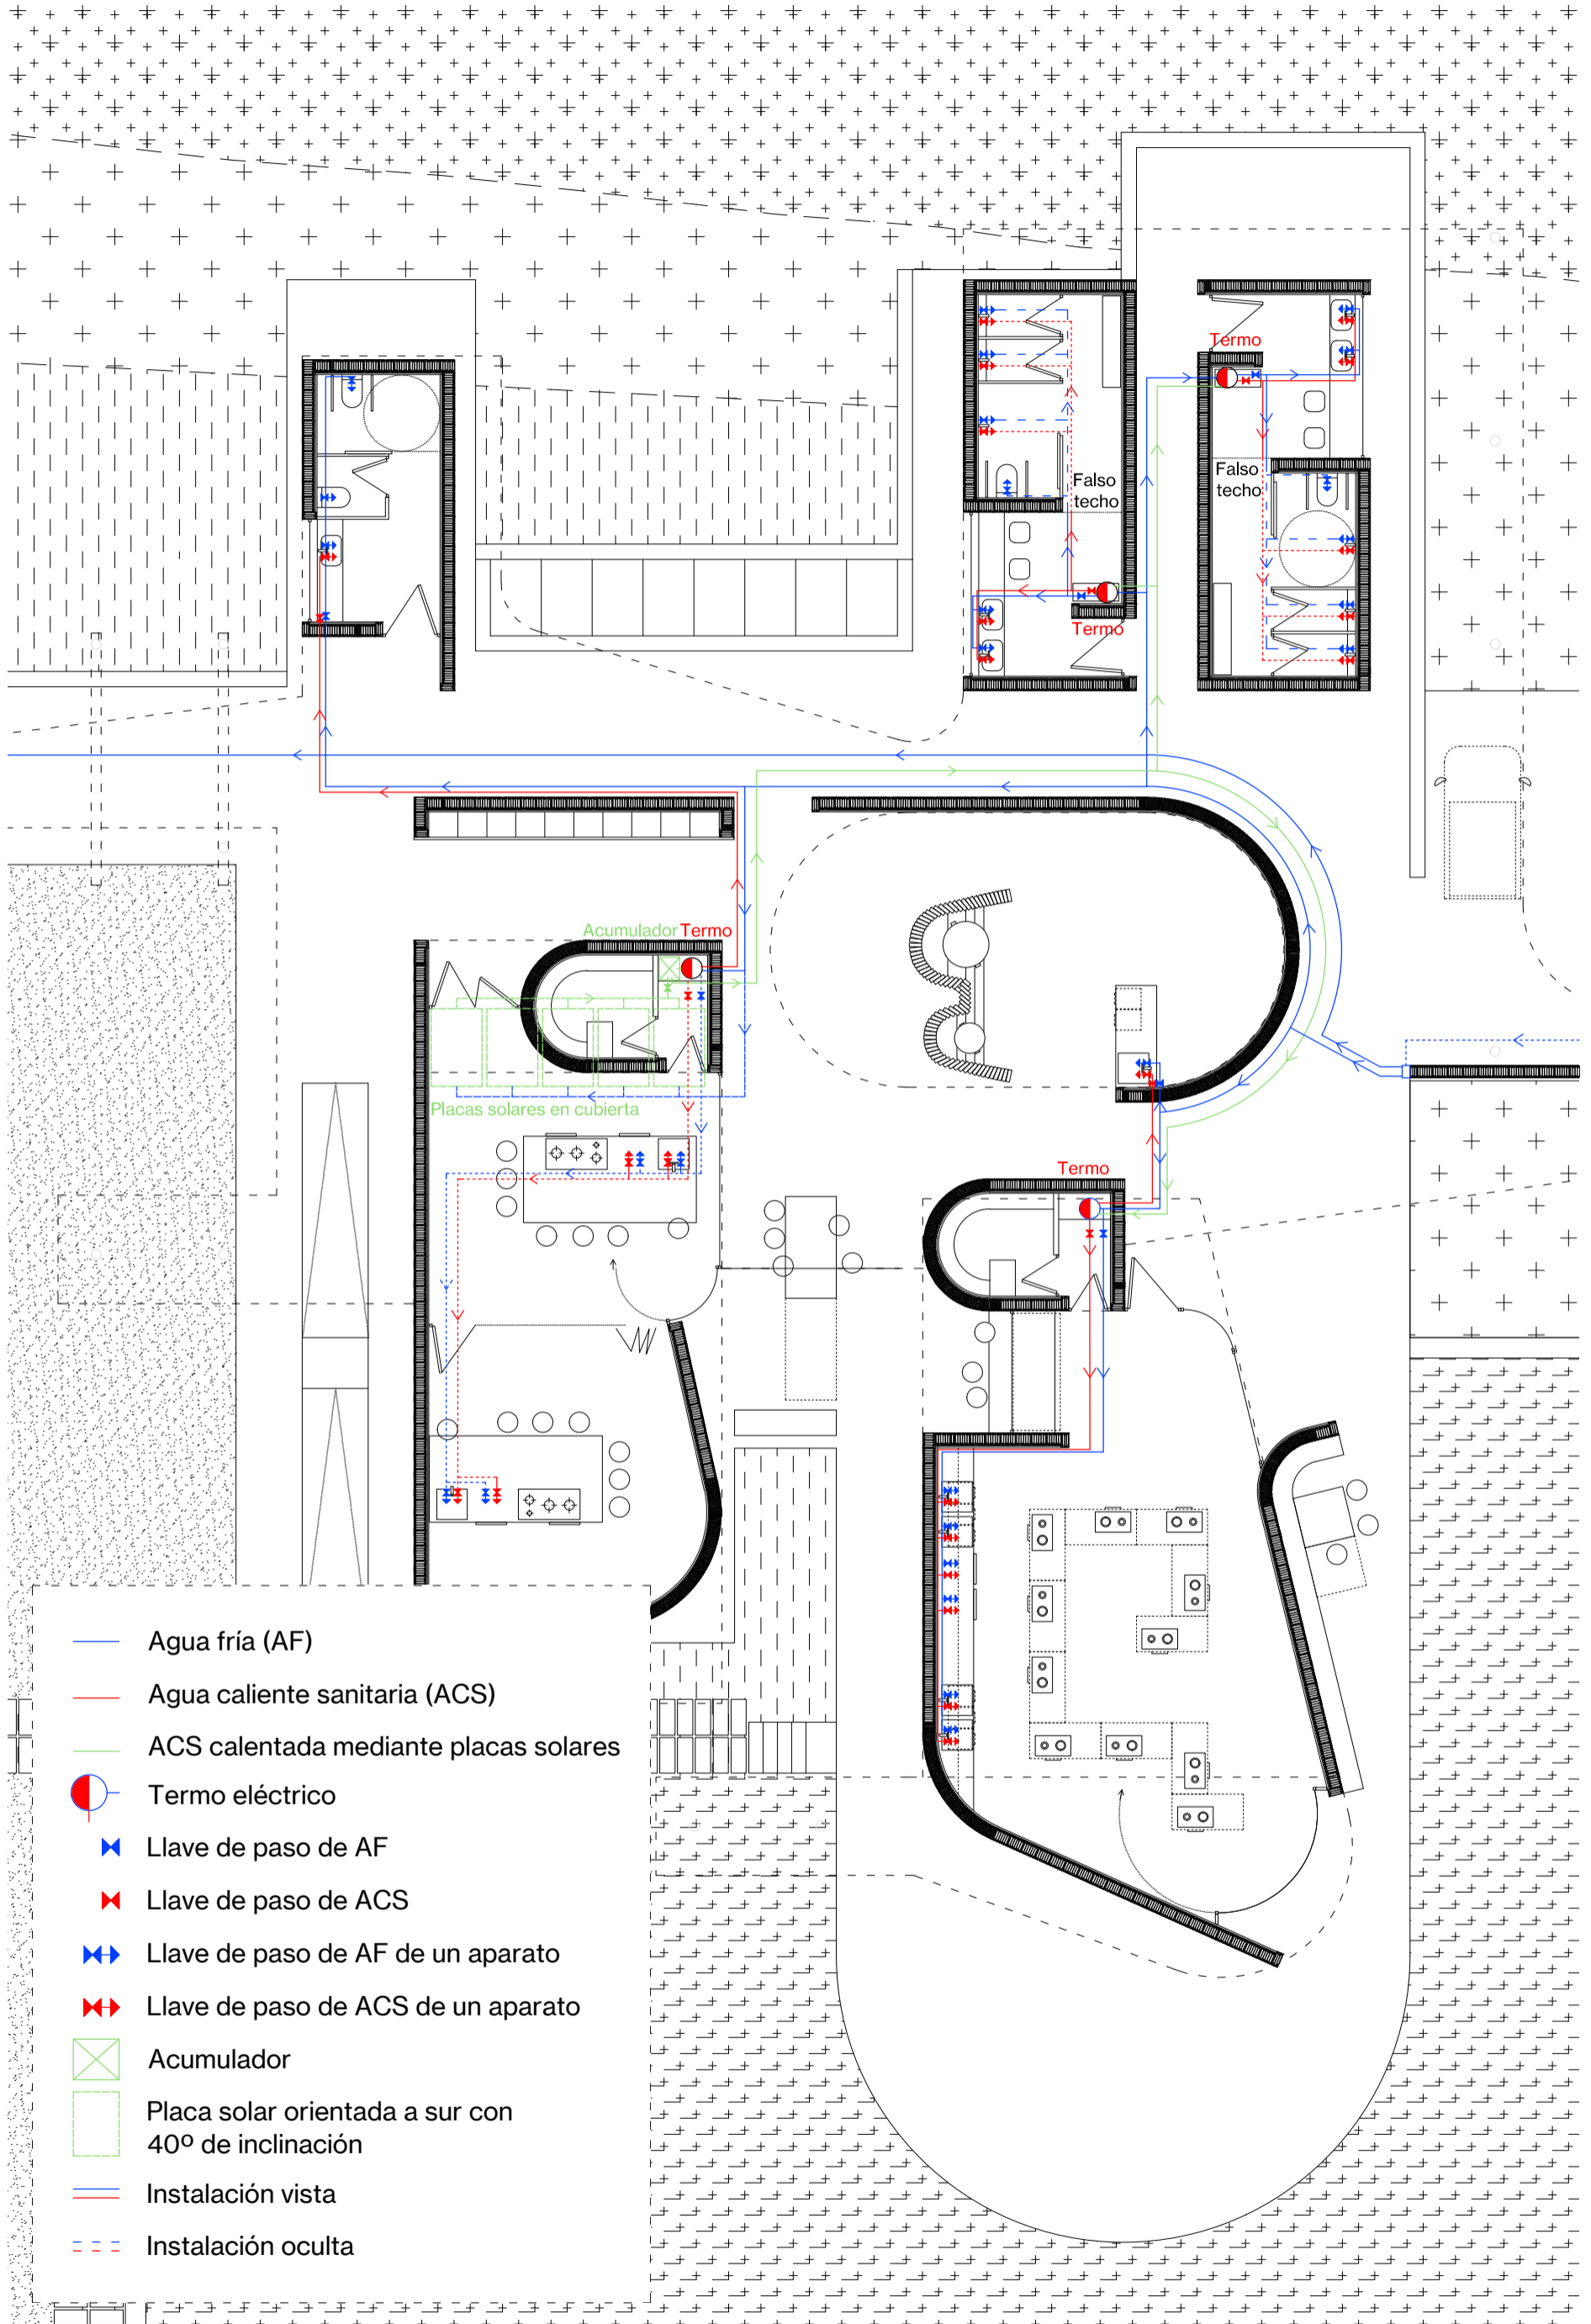 Termo
Falso
techo
Falso
techo
Termo
Acumulador
Termo
Placas solares en cubierta
Termo
Agua fría (AF)
Agua caliente sanitaria (ACS)
ACS calentada mediante placas solares
Termo eléctrico
Llave de paso de AF
Llave de paso de ACS
Llave de paso de AF de un aparato
Llave de paso de ACS de un aparato
Acumulador
Placa solar orientada a sur con
40º de inclinación
Instalación vista
Instalación oculta